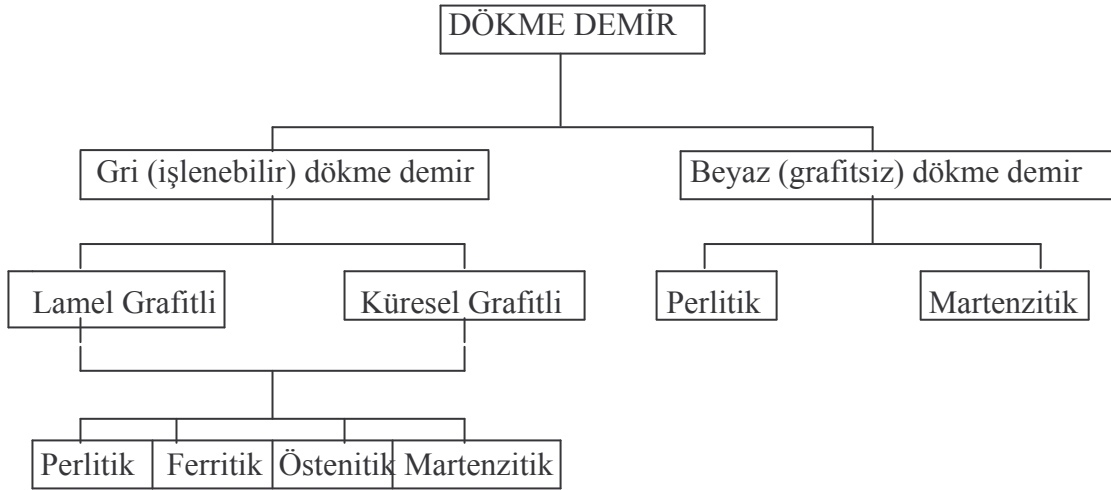 DÖKME DEMİR
Gri (işlenebilir) dökme demir
Beyaz (grafitsiz) dökme demir
Lamel Grafitli
Küresel Grafitli
Perlitik
Martenzitik
Perlitik
Ferritik
Östenitik
Martenzitik